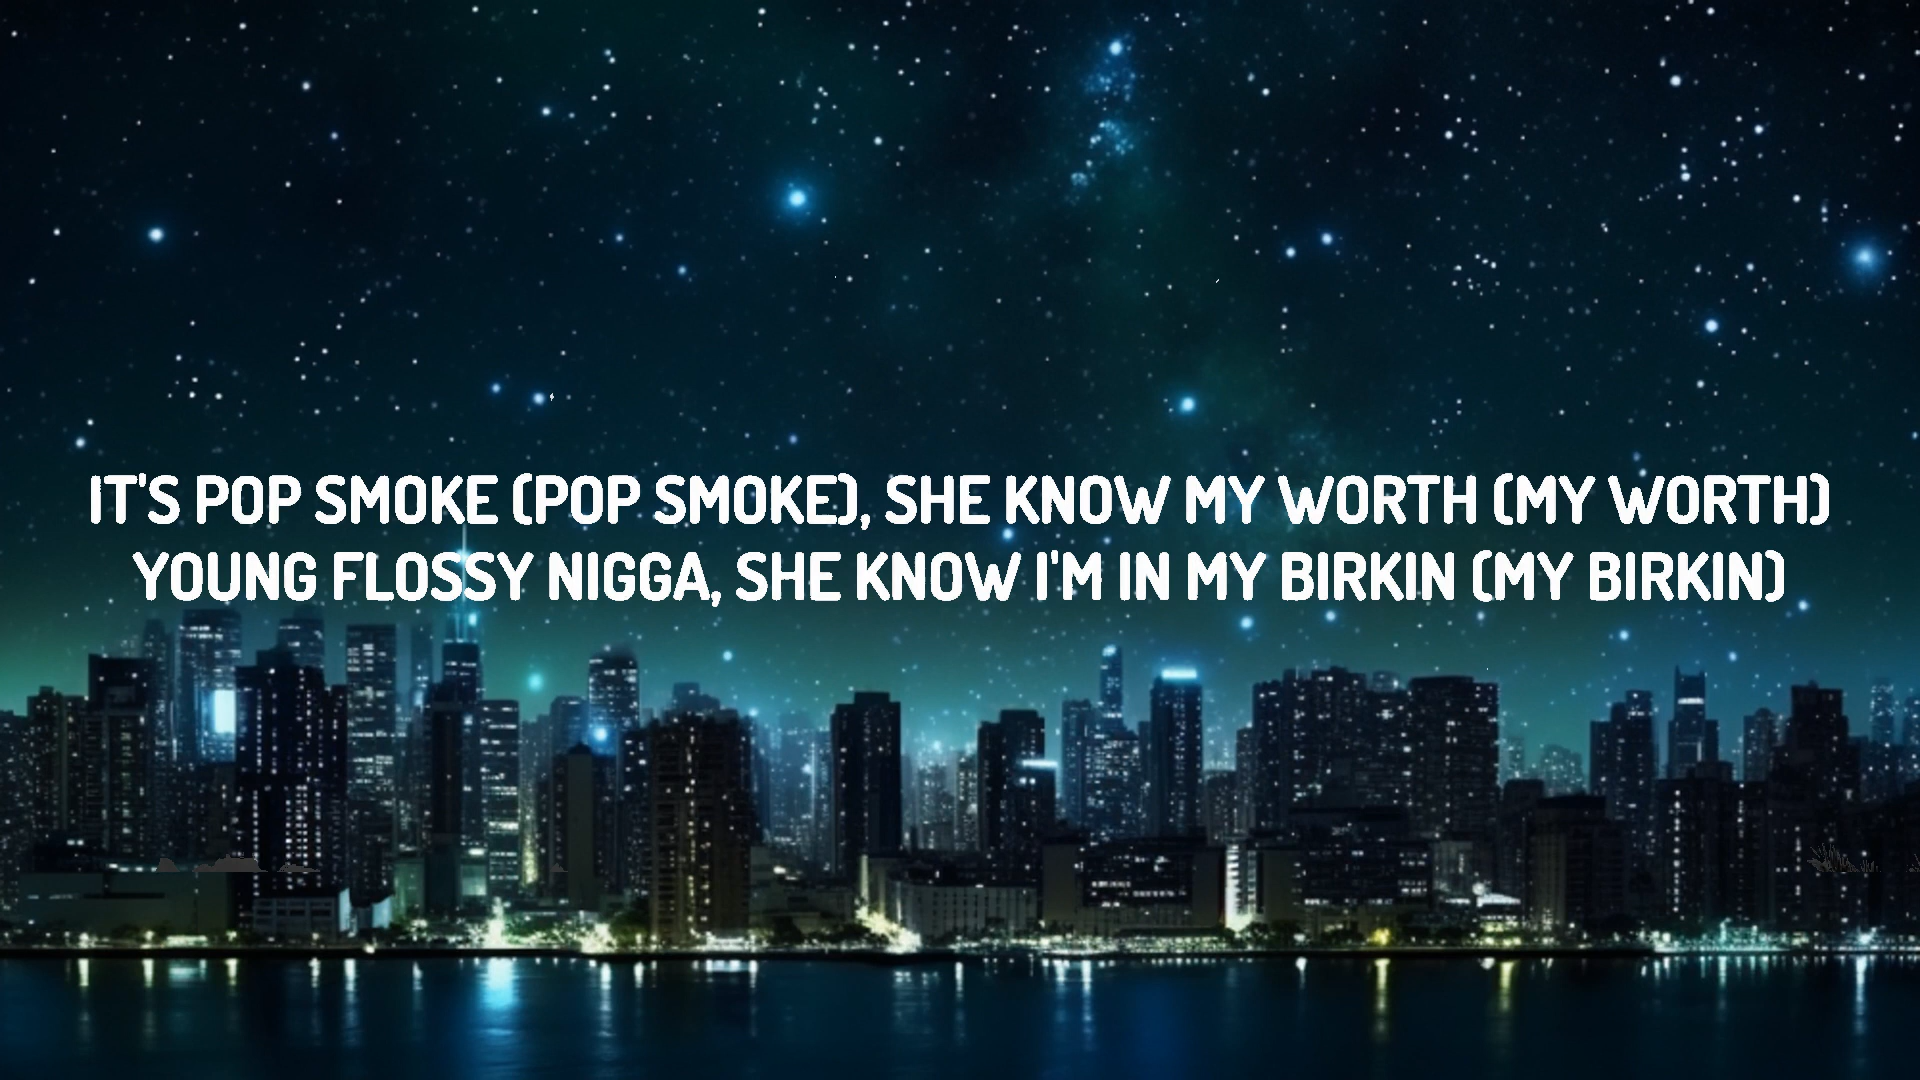 IT'S POP SMOKE (POP SMOKE), SHE KNOW MY WORTH (MY WORTH)
YOUNG FLOSSY NIGGA, SHE KNOW I'M IN MY BIRKIN (MY BIRKIN)